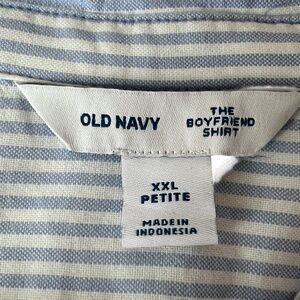 OLD NAVY
THE
BOYFRIEND
SHIRT
XXL
PETITE
MADE IN
INDONESIA